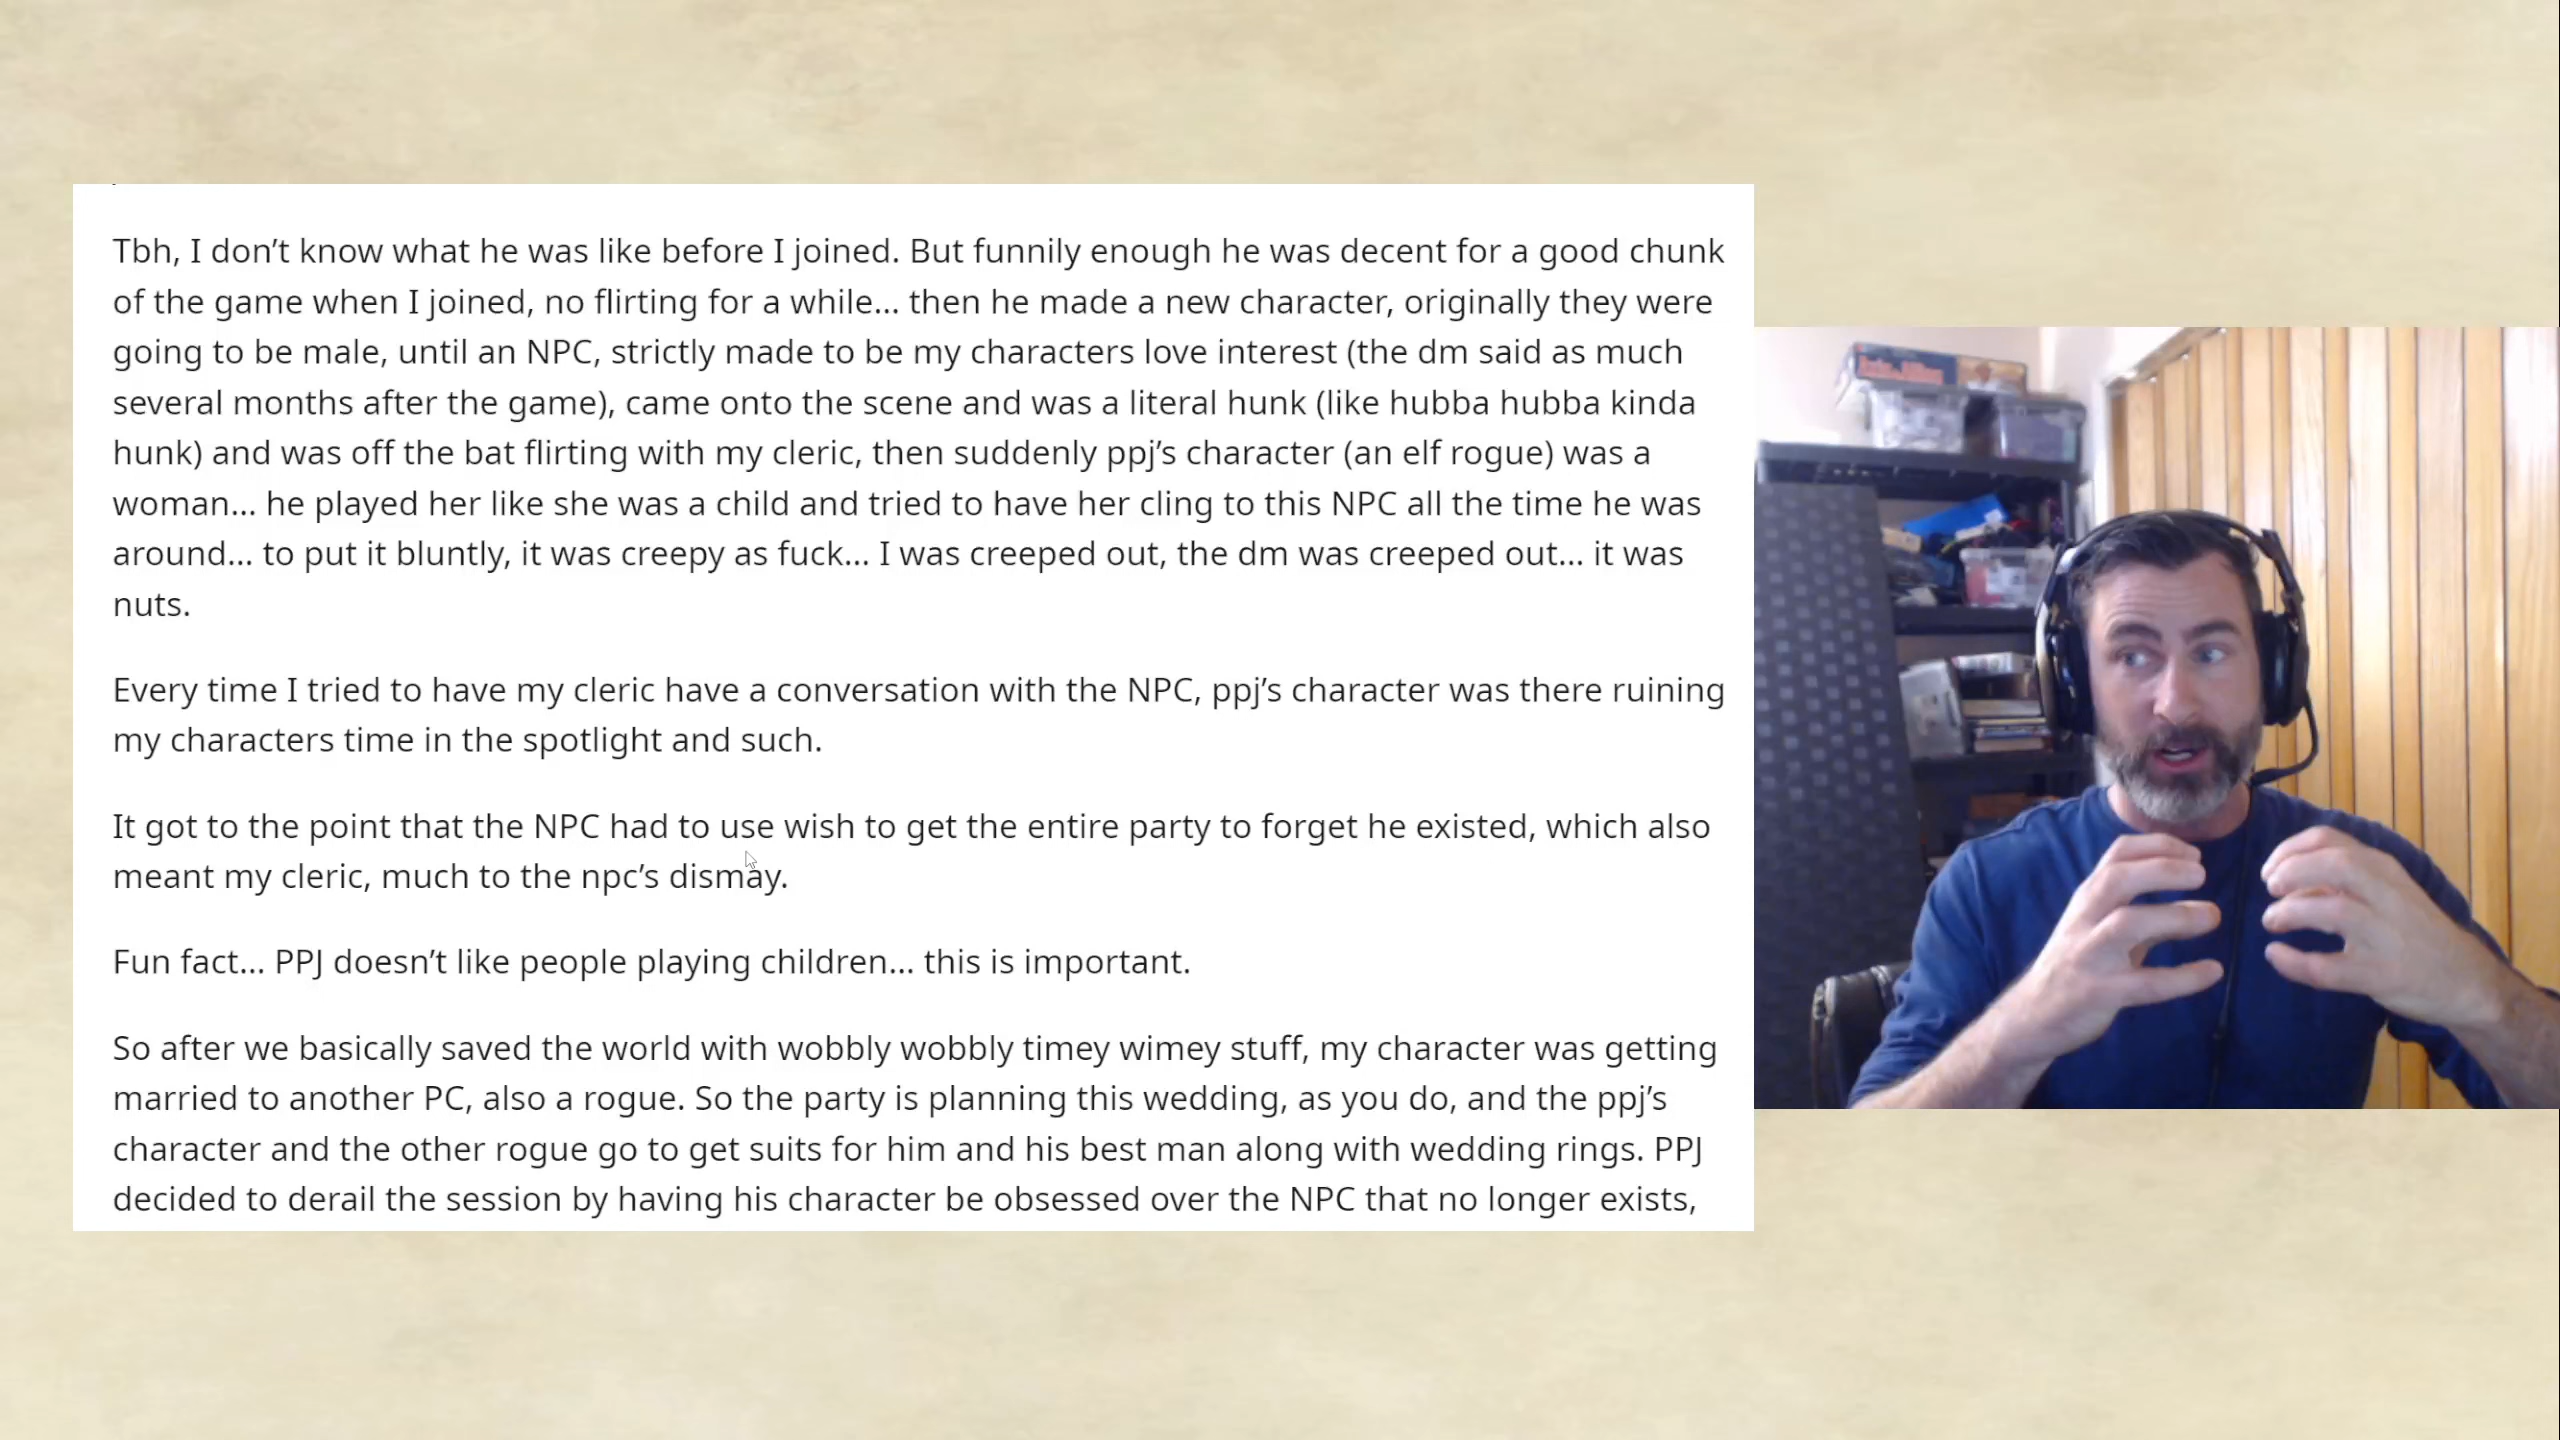 Tbh, I don’t know what he was like before I joined. But funnily enough he was decent for a good chunk
of the game when I joined, no flirting for a while... then he made a new character, originally they were
going to be male, until an NPC, strictly made to be my characters love interest (the dm said as much
several months after the game), came onto the scene and was a literal hunk (like hubba hubba kinda
hunk) and was off the bat flirting with my cleric, then suddenly ppj’s character (an elf rogue) was a
woman... he played her like she was a child and tried to have her cling to this NPC all the time he was
around... to put it bluntly, it was creepy as fuck... I was creeped out, the dm was creeped out... it was
nuts.
Every time I tried to have my cleric have a conversation with the NPC, ppj’s character was there ruining
my characters time in the spotlight and such.
It got to the point that the NPC had to use wish to get the entire party to forget he existed, which also
meant my cleric, much to the npc’s dismay.
Fun fact... PPJ doesn’t like people playing children... this is important.
So after we basically saved the world with wobbly wobbly timey wimey stuff, my character was getting
married to another PC, also a rogue. So the party is planning this wedding, as you do, and the ppj’s
character and the other rogue go to get suits for him and his best man along with wedding rings. PPJ
decided to derail the session by having his character be obsessed over the NPC that no longer exists,